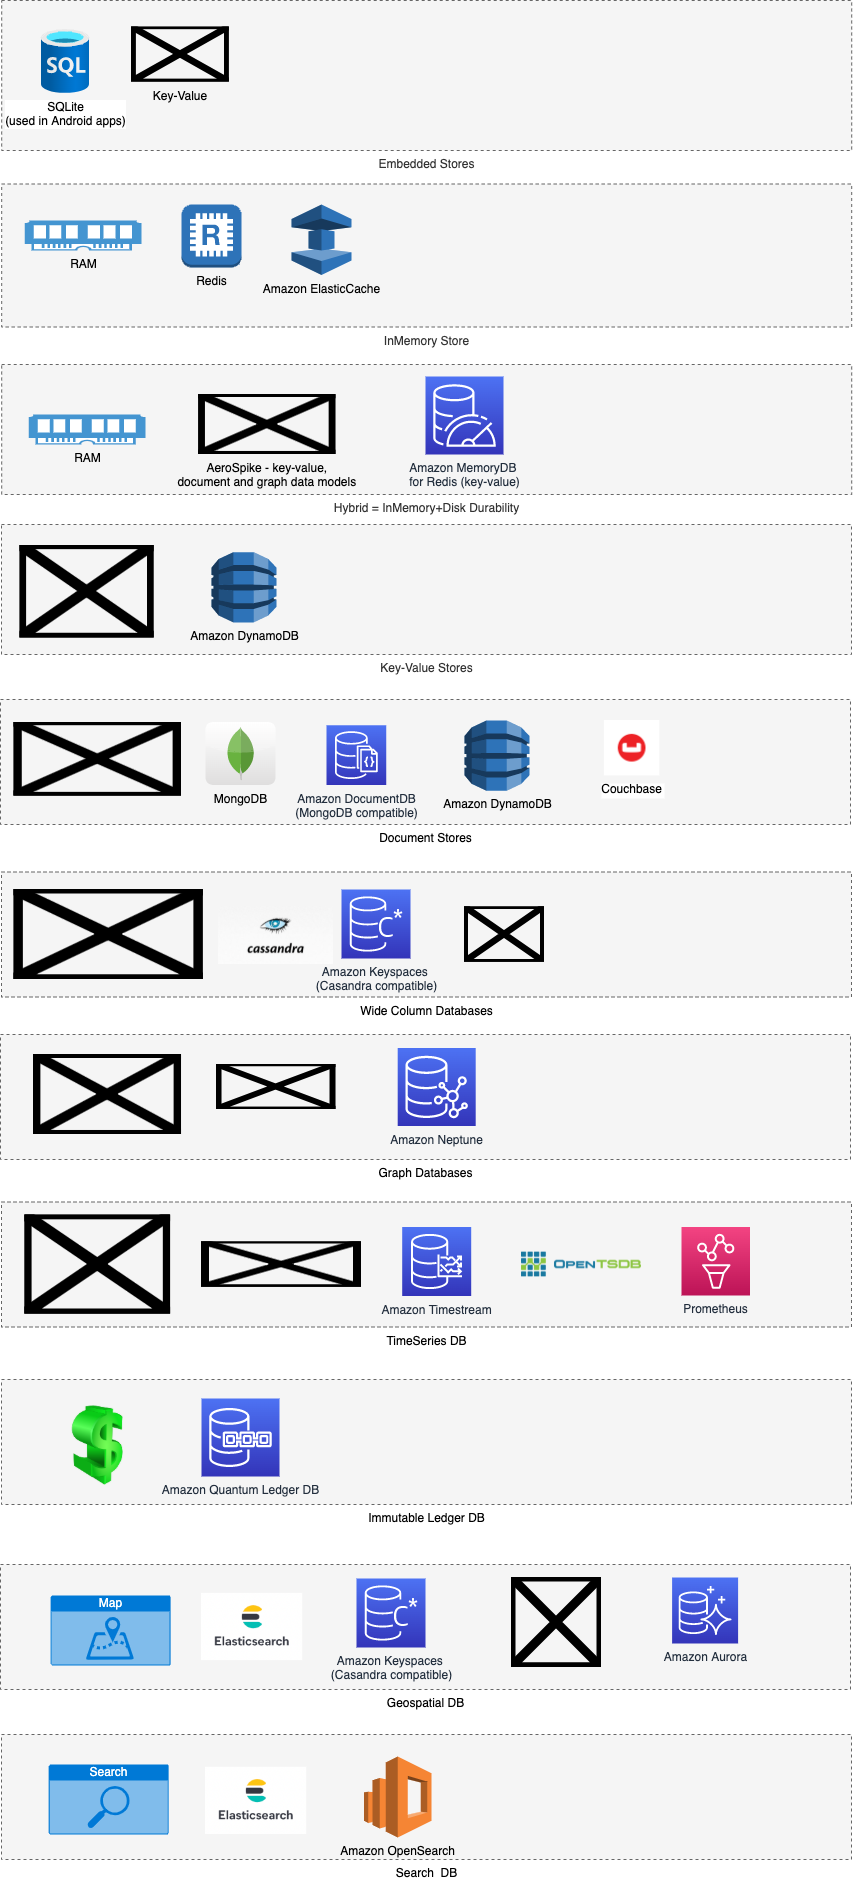 SQL
SQLite
(used in Android apps)
Key-Value
Embedded Stores
RAM
R
Redis
Amazon ElasticCache
InMemory Store
RAM
AeroSpike - key-value,
document and graph data models
Amazon MemoryDB
for Redis (key-value)
Hybrid = InMemory+Disk Durability
Amazon DynamoDB
Key-Value Stores
MongoDB
Amazon DocumentDB
(MongoDB compatible)
Amazon DynamoDB
Couchbase
Document Stores
cassandra
C*
Amazon Keyspaces
(Casandra compatible)
Wide Column Databases
Amazon Neptune
Graph Databases
Amazon Timestream
OPENTSDB
Prometheus
TimeSeries DB
$
Amazon Quantum Ledger DB
Immutable Ledger DB
Map
Elasticsearch
C*
Amazon Keyspaces
(Casandra compatible)
Amazon Aurora
Geospatial DB
Search
Elasticsearch
Amazon OpenSearch
Search DB